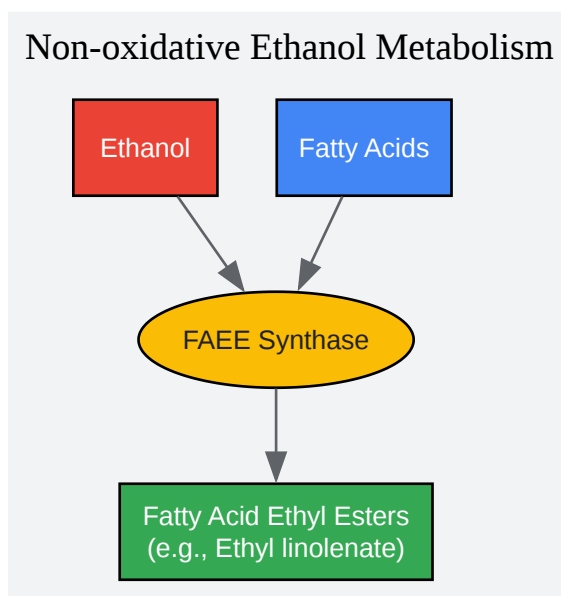 Non-oxidative Ethanol Metabolism
Ethanol
Fatty Acids
FAEE Synthase
Fatty Acid Ethyl Esters
(e.g., Ethyl linolenate)